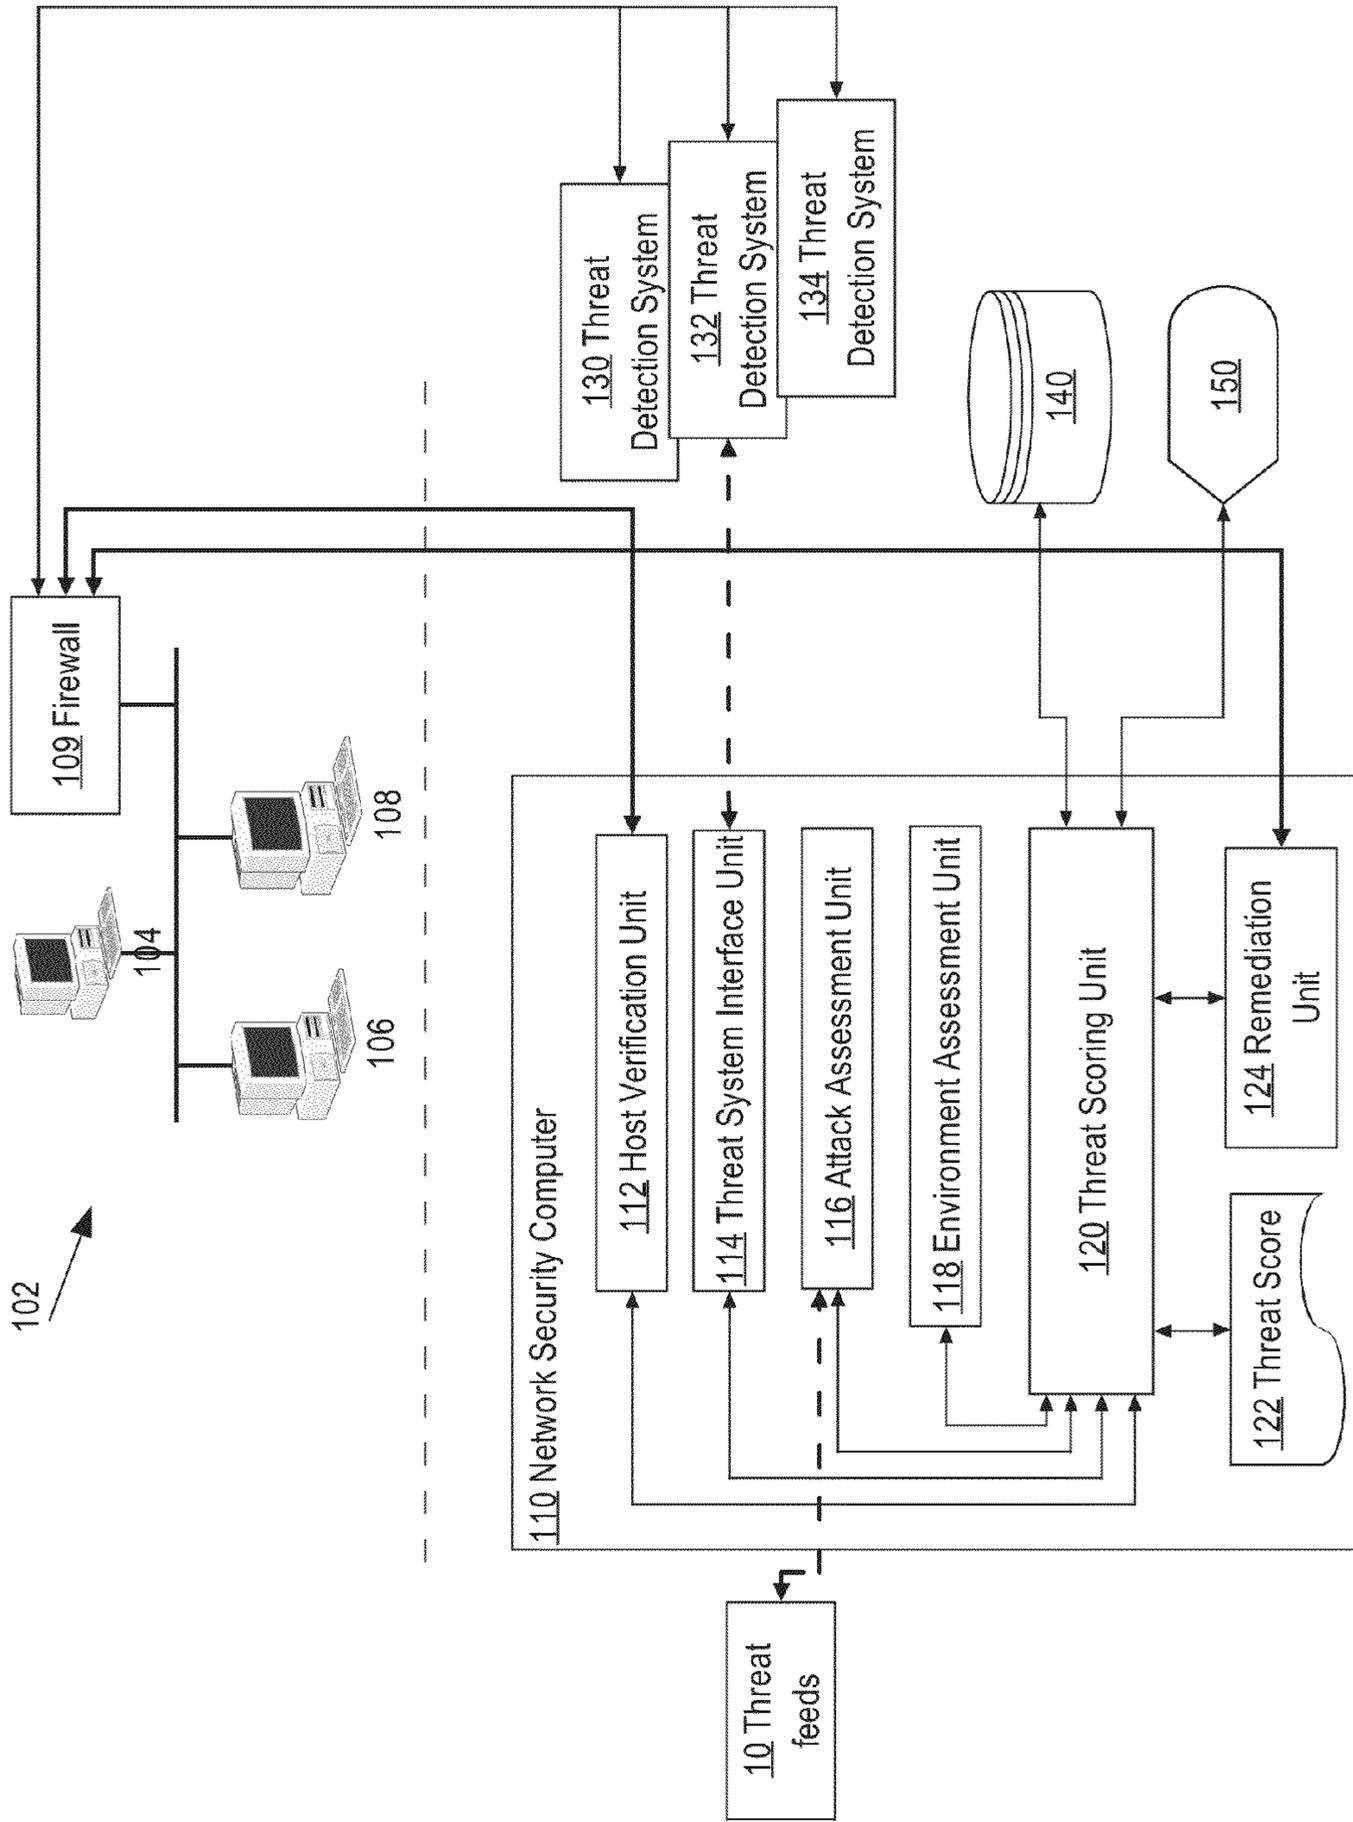 102
104
106
108
109 Firewall
110 Network Security Computer
112 Host Verification Unit
114 Threat System Interface Unit
116 Attack Assessment Unit
118 Environment Assessment Unit
120 Threat Scoring Unit
122 Threat Score
124 Remediation
Unit
10 Threat
feeds
130 Threat
Detection System
132 Threat
Detection System
134 Threat
Detection System
140
150